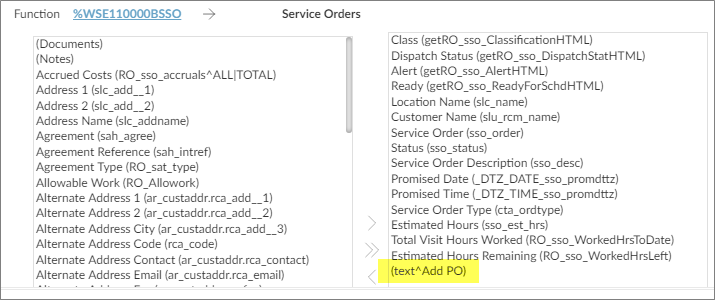 Function %WSE110000BSSO Service Orders
(Documents)
(Notes)
Accrued Costs (RO_sso_accruals^ALL|TOTAL)
Address 1 (slc_add__1)
Address 2 (slc_add__2)
Address Name (slc_addname)
Agreement (sah_agree)
Agreement Reference (sah_intref)
Agreement Type (RO_sat_type)
Allowable Work (RO_Allowork)
Alternate Address 1 (ar_custaddr.rca_add__1)
Alternate Address 2 (ar_custaddr.rca_add__2)
Alternate Address City (ar_custaddr.rca_add__3)
Alternate Address Code (rca_code)
Alternate Address Contact (ar_custaddr.rca_contact)
Alternate Address Email (ar_custaddr.rca_email)
Class (getRO_sso_ClassificationHTML)
Dispatch Status (getRO_sso_DispatchStatHTML)
Alert (getRO_sso_AlertHTML)
Ready (getRO_sso_ReadyForSchdHTML)
Location Name (slc_name)
Customer Name (slu_rcm_name)
Service Order (sso_order)
Status (sso_status)
Service Order Description (sso_desc)
Promised Date (_DTZ_DATE_sso_promdttz)
Promised Time (_DTZ_TIME_sso_promdttz)
Service Order Type (cta_ordtype)
Estimated Hours (sso_est_hrs)
Total Visit Hours Worked (RO_sso_WorkedHrsToDate)
Estimated Hours Remaining (RO_sso_WorkedHrsLeft)
(text^Add PO)